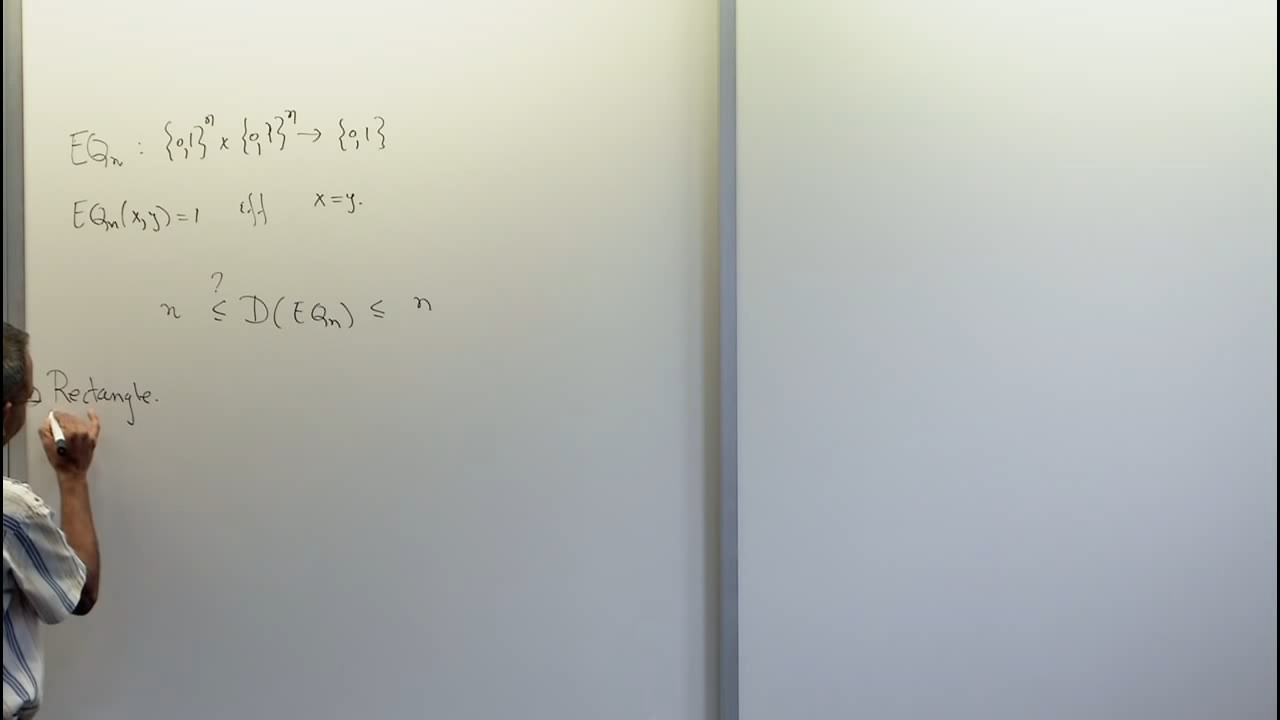 EQₙ : {0,1}ⁿ × {0,1}ⁿ → {0,1}
EQₙ(x,y)=1 iff x=y.
?
n ≤ D(EQₙ) ≤ n
Rectangle.